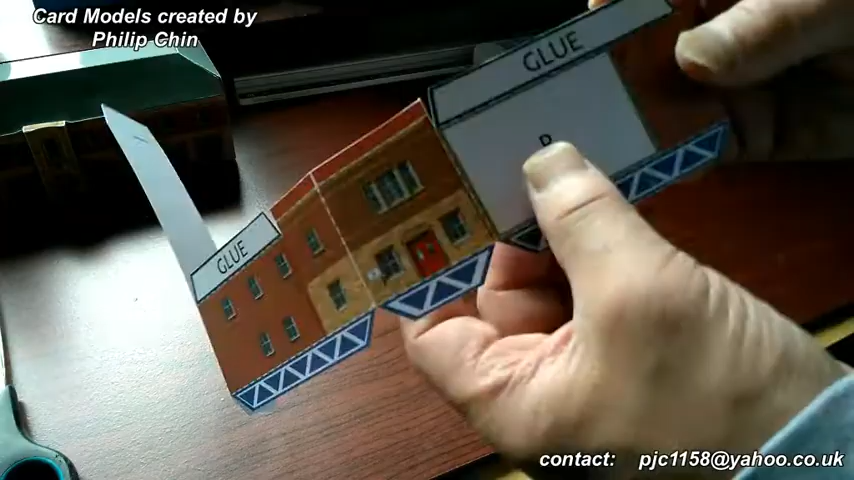 Card Models created by
Philip Chin
GLUE
GLUE
contact: pjc1158@yahoo.co.uk